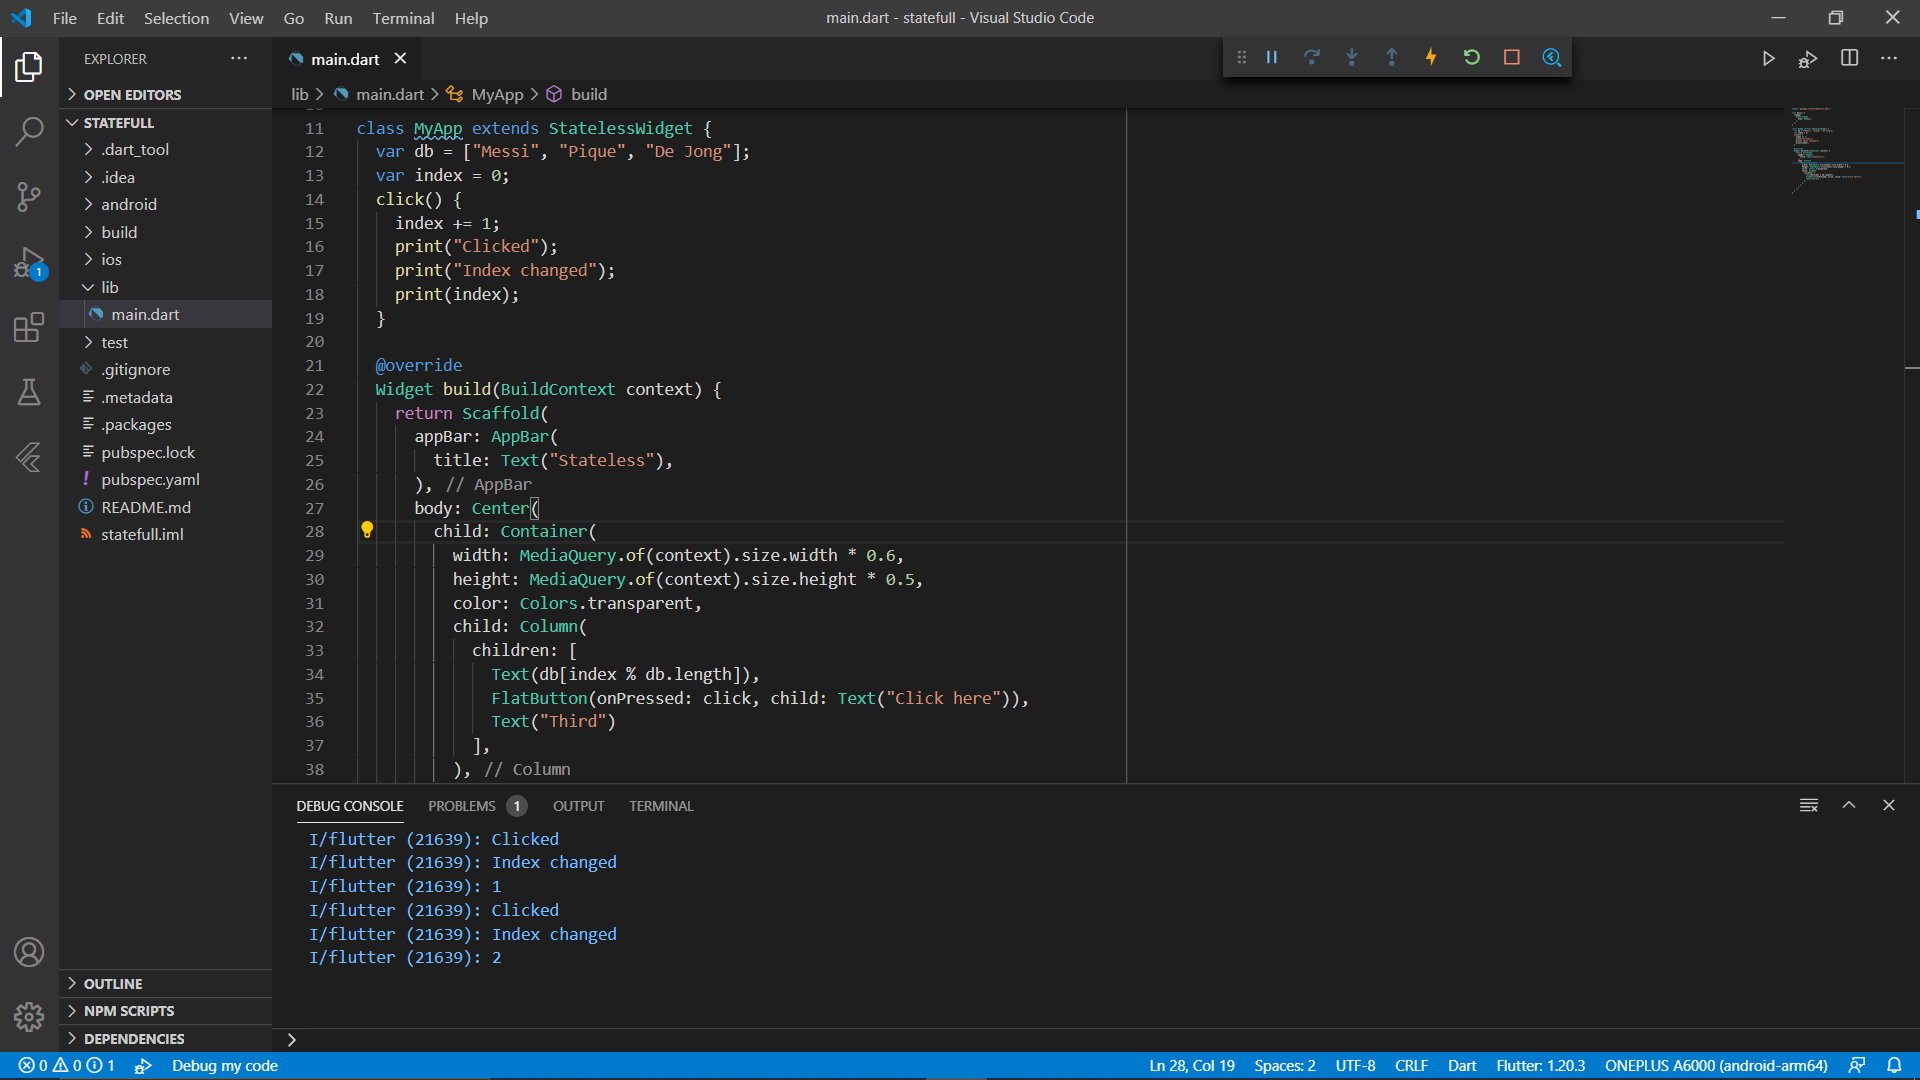 File Edit Selection View Go Run Terminal Help
main.dart - statefull - Visual Studio Code
EXPLORER
OPEN EDITORS
STATEFULL
.dart_tool
.idea
android
build
ios
lib
main.dart
test
.gitignore
.metadata
.packages
pubspec.lock
pubspec.yaml
README.md
statefull.iml
OUTLINE
NPM SCRIPTS
DEPENDENCIES
1
main.dart
lib > main.dart > MyApp > build
11 class MyApp extends StatelessWidget {
12 var db = ["Messi", "Pique", "De Jong"];
13 var index = 0;
14 click() {
15 index += 1;
16 print("Clicked");
17 print("Index changed");
18 print(index);
19 }
20
21 @override
22 Widget build(BuildContext context) {
23 return Scaffold(
24 appBar: AppBar(
25 title: Text("Stateless"),
26 ), // AppBar
27 body: Center(
28 child: Container(
29 width: MediaQuery.of(context).size.width * 0.6,
30 height: MediaQuery.of(context).size.height * 0.5,
31 color: Colors.transparent,
32 child: Column(
33 children: [
34 Text(db[index % db.length]),
35 FlatButton(onPressed: click, child: Text("Click here")),
36 Text("Third")
37 ],
38 ), // Column
DEBUG CONSOLE PROBLEMS 1 OUTPUT TERMINAL
I/flutter (21639): Clicked
I/flutter (21639): Index changed
I/flutter (21639): 1
I/flutter (21639): Clicked
I/flutter (21639): Index changed
I/flutter (21639): 2
0 0 1 Debug my code Ln 28, Col 19 Spaces: 2 UTF-8 CRLF Dart Flutter: 1.20.3 ONEPLUS A6000 (android-arm64)